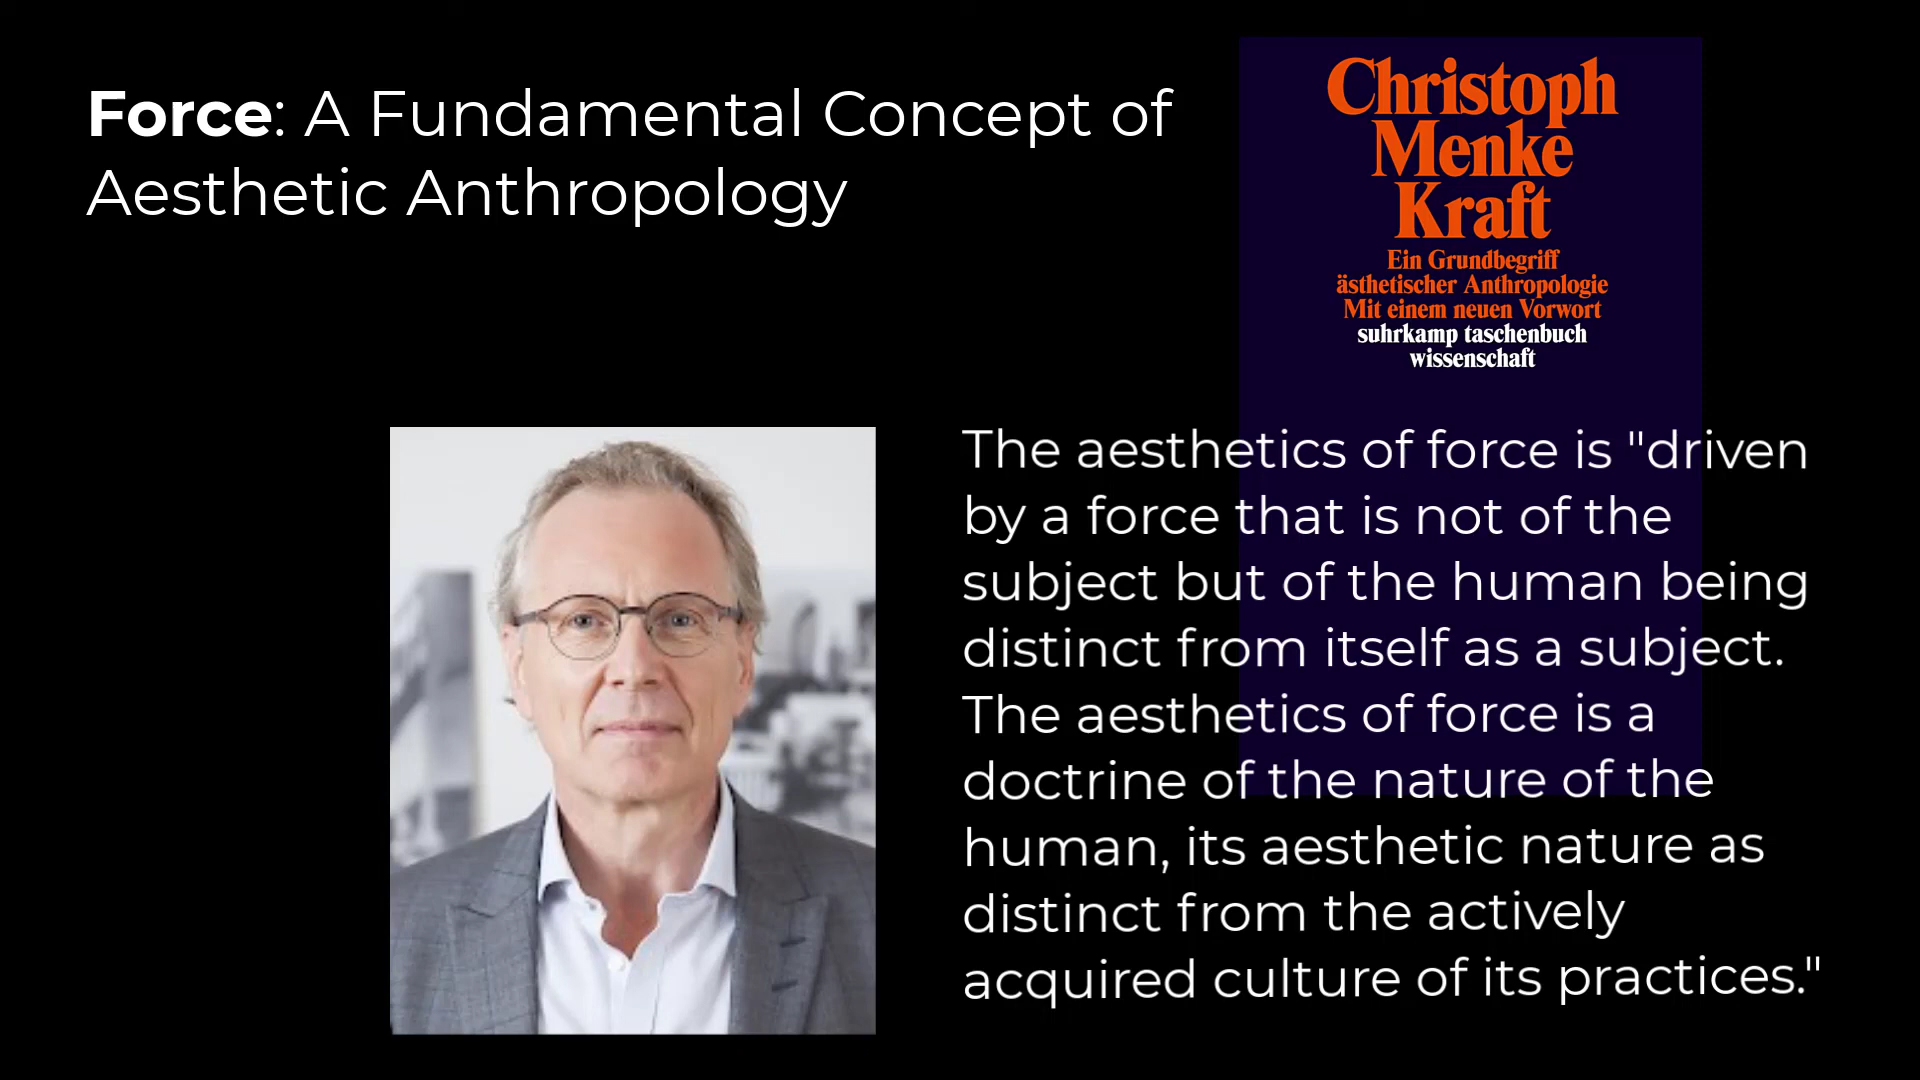 Force: A Fundamental Concept of
Aesthetic Anthropology
Christoph
Menke
Kraft
Ein Grundbegriff
ästhetischer Anthropologie
Mit einem neuen Vorwort
suhrkamp taschenbuch
wissenschaft
The aesthetics of force is "driven
by a force that is not of the
subject but of the human being
distinct from itself as a subject.
The aesthetics of force is a
doctrine of the nature of the
human, its aesthetic nature as
distinct from the actively
acquired culture of its practices."